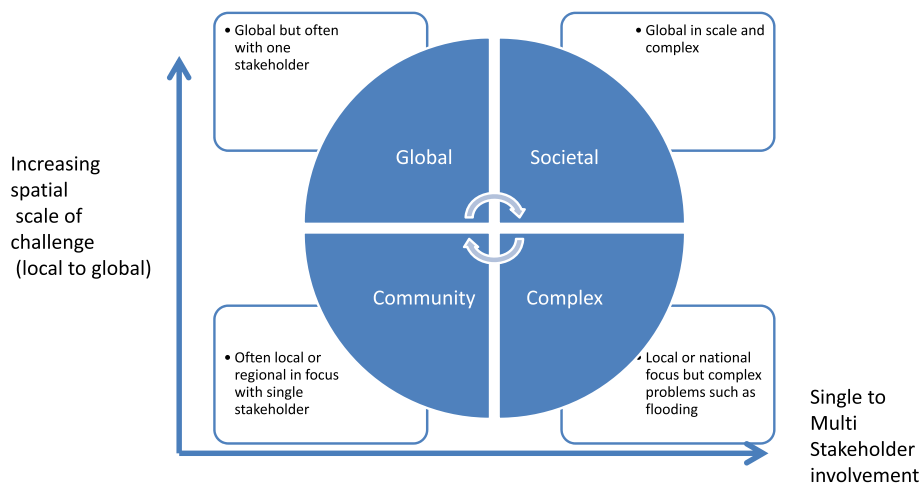 • Global but often
with one
stakeholder
• Global in scale and
complex
Increasing
spatial
scale of
challenge
(local to global)
Global
Societal
Community
Complex
• Often local or
regional in focus
with single
stakeholder
• Local or national
focus but complex
problems such as
flooding
Single to
Multi
Stakeholder
involvement